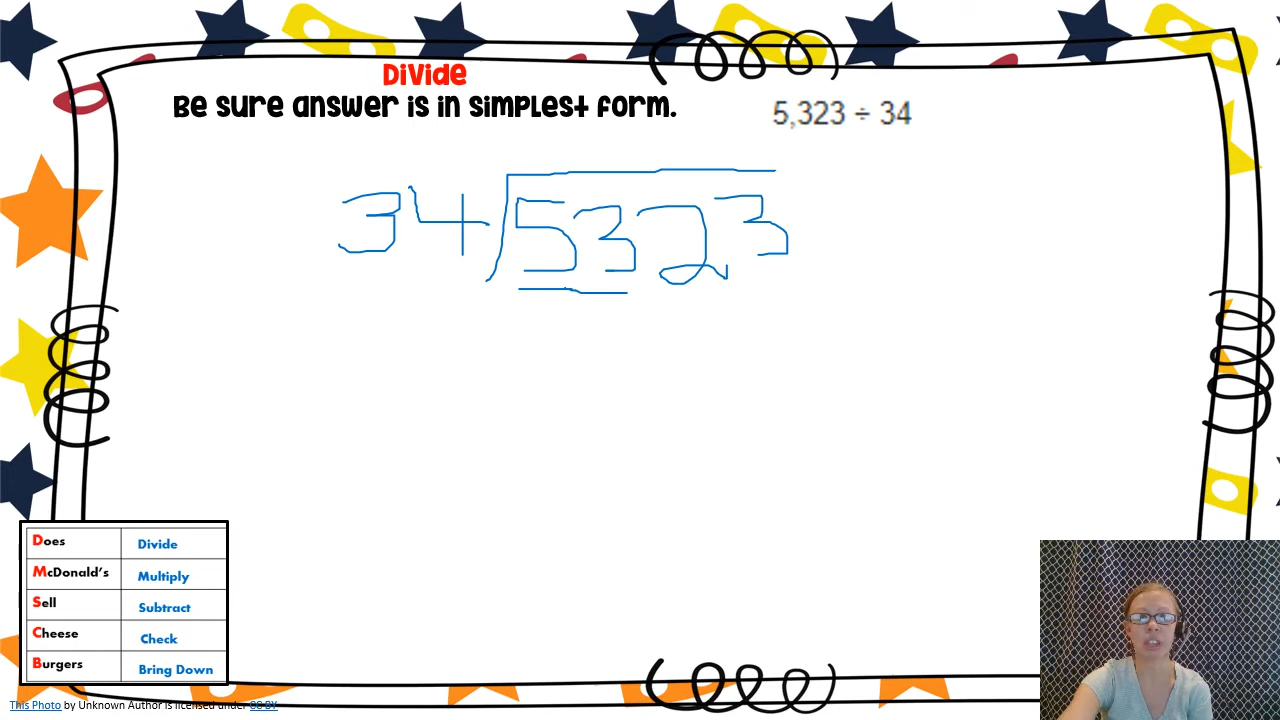 Divide
Be sure answer is in simplest form.
5,323 ÷ 34
34 5323
Does Divide
McDonald's Multiply
Sell Subtract
Cheese Check
Burgers Bring Down
This Photo by Unknown Author is licensed under CC BY